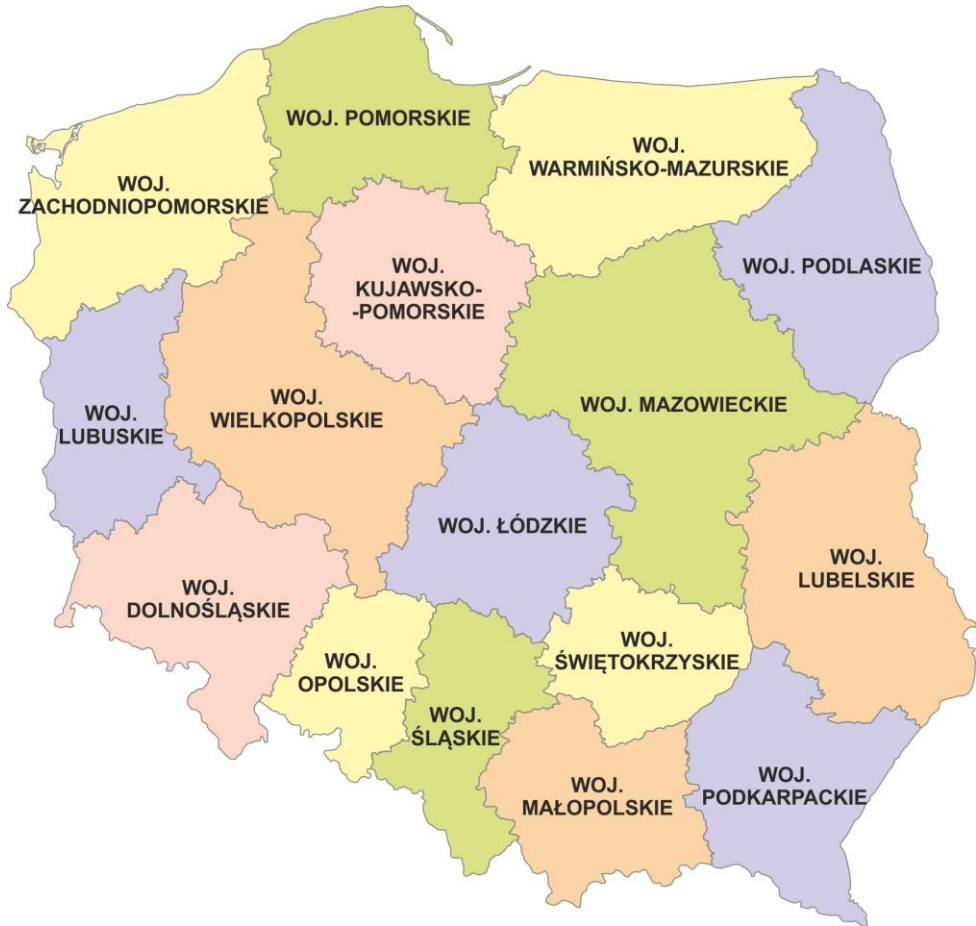 WOJ. POMORSKIE
WOJ.
WARMIŃSKO-MAZURSKIE
WOJ.
ZACHODNIOPOMORSKIE
WOJ. PODLASKIE
WOJ.
KUJAWSKO-
-POMORSKIE
WOJ.
LUBUSKIE
WOJ.
WIELKOPOLSKIE
WOJ. MAZOWIECKIE
WOJ. ŁÓDZKIE
WOJ.
LUBELSKIE
WOJ.
DOLNOŚLĄSKIE
WOJ.
OPOLSKIE
WOJ.
ŚWIĘTOKRZYSKIE
WOJ.
ŚLĄSKIE
WOJ.
MAŁOPOLSKIE
WOJ.
PODKARPACKIE